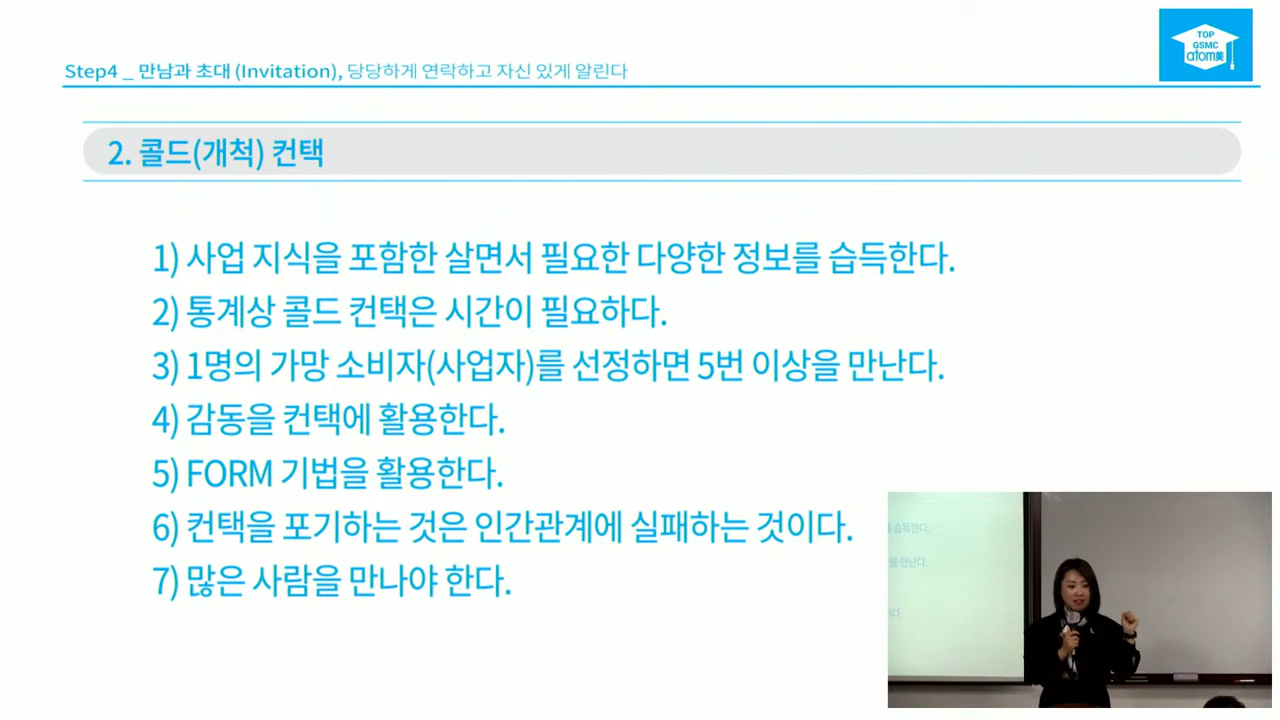 Step4 _ 만남과 초대 (Invitation), 당당하게 연락하고 자신 있게 알린다
TOP
GSMC
atom美
2. 콜드(개척) 컨택
1) 사업 지식을 포함한 살면서 필요한 다양한 정보를 습득한다.
2) 통계상 콜드 컨택은 시간이 필요하다.
3) 1명의 가망 소비자(사업자)를 선정하면 5번 이상을 만난다.
4) 감동을 컨택에 활용한다.
5) FORM 기법을 활용한다.
6) 컨택을 포기하는 것은 인간관계에 실패하는 것이다.
7) 많은 사람을 만나야 한다.
습득한다.
만난다.